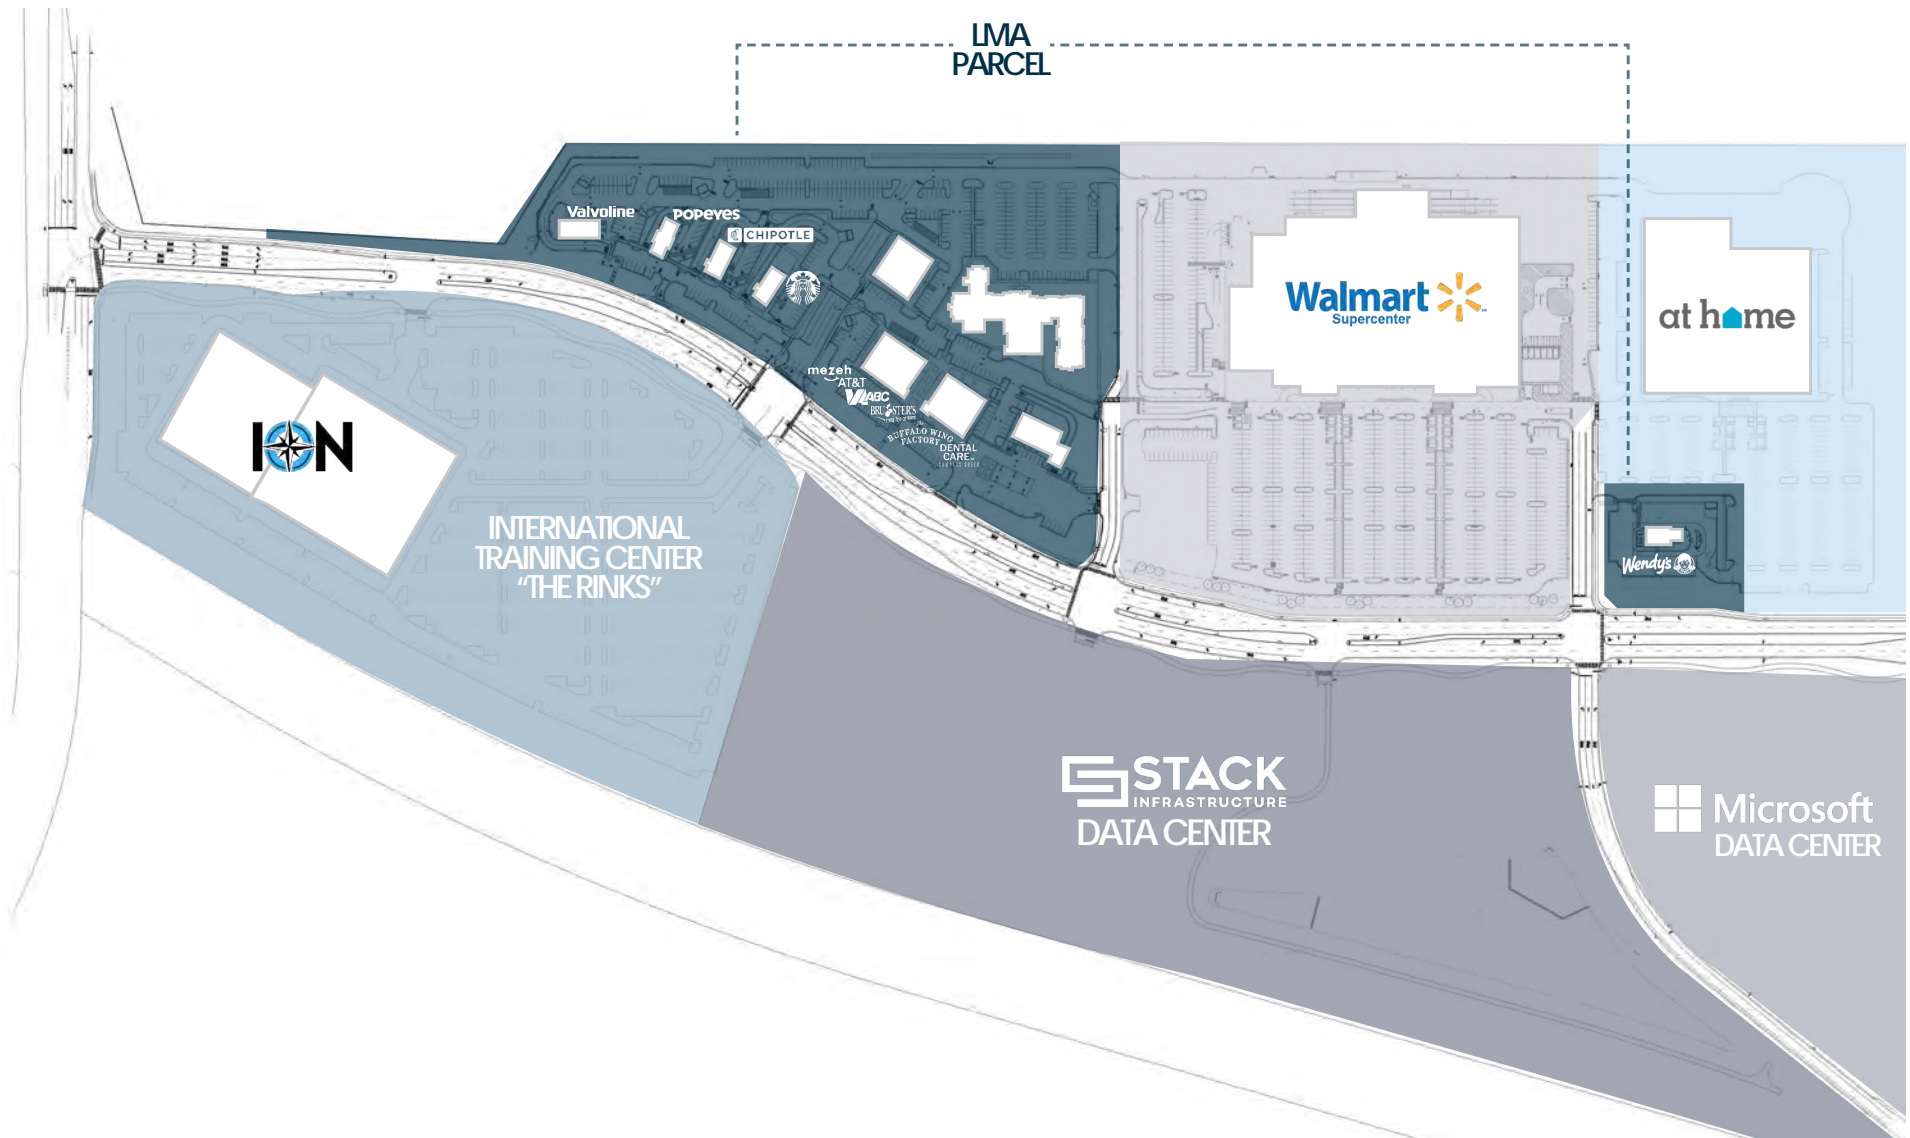 LMA
PARCEL
Valvoline
POPEYES
CHIPOTLE
Walmart
Supercenter
at home
mezeh
AT&T
VA ABC
BRUSTER'S
BUFFALO WING
FACTORY
DENTAL
CARE
ION
INTERNATIONAL
TRAINING CENTER
“THE RINKS”
Wendy's
STACK
INFRASTRUCTURE
DATA CENTER
Microsoft
DATA CENTER